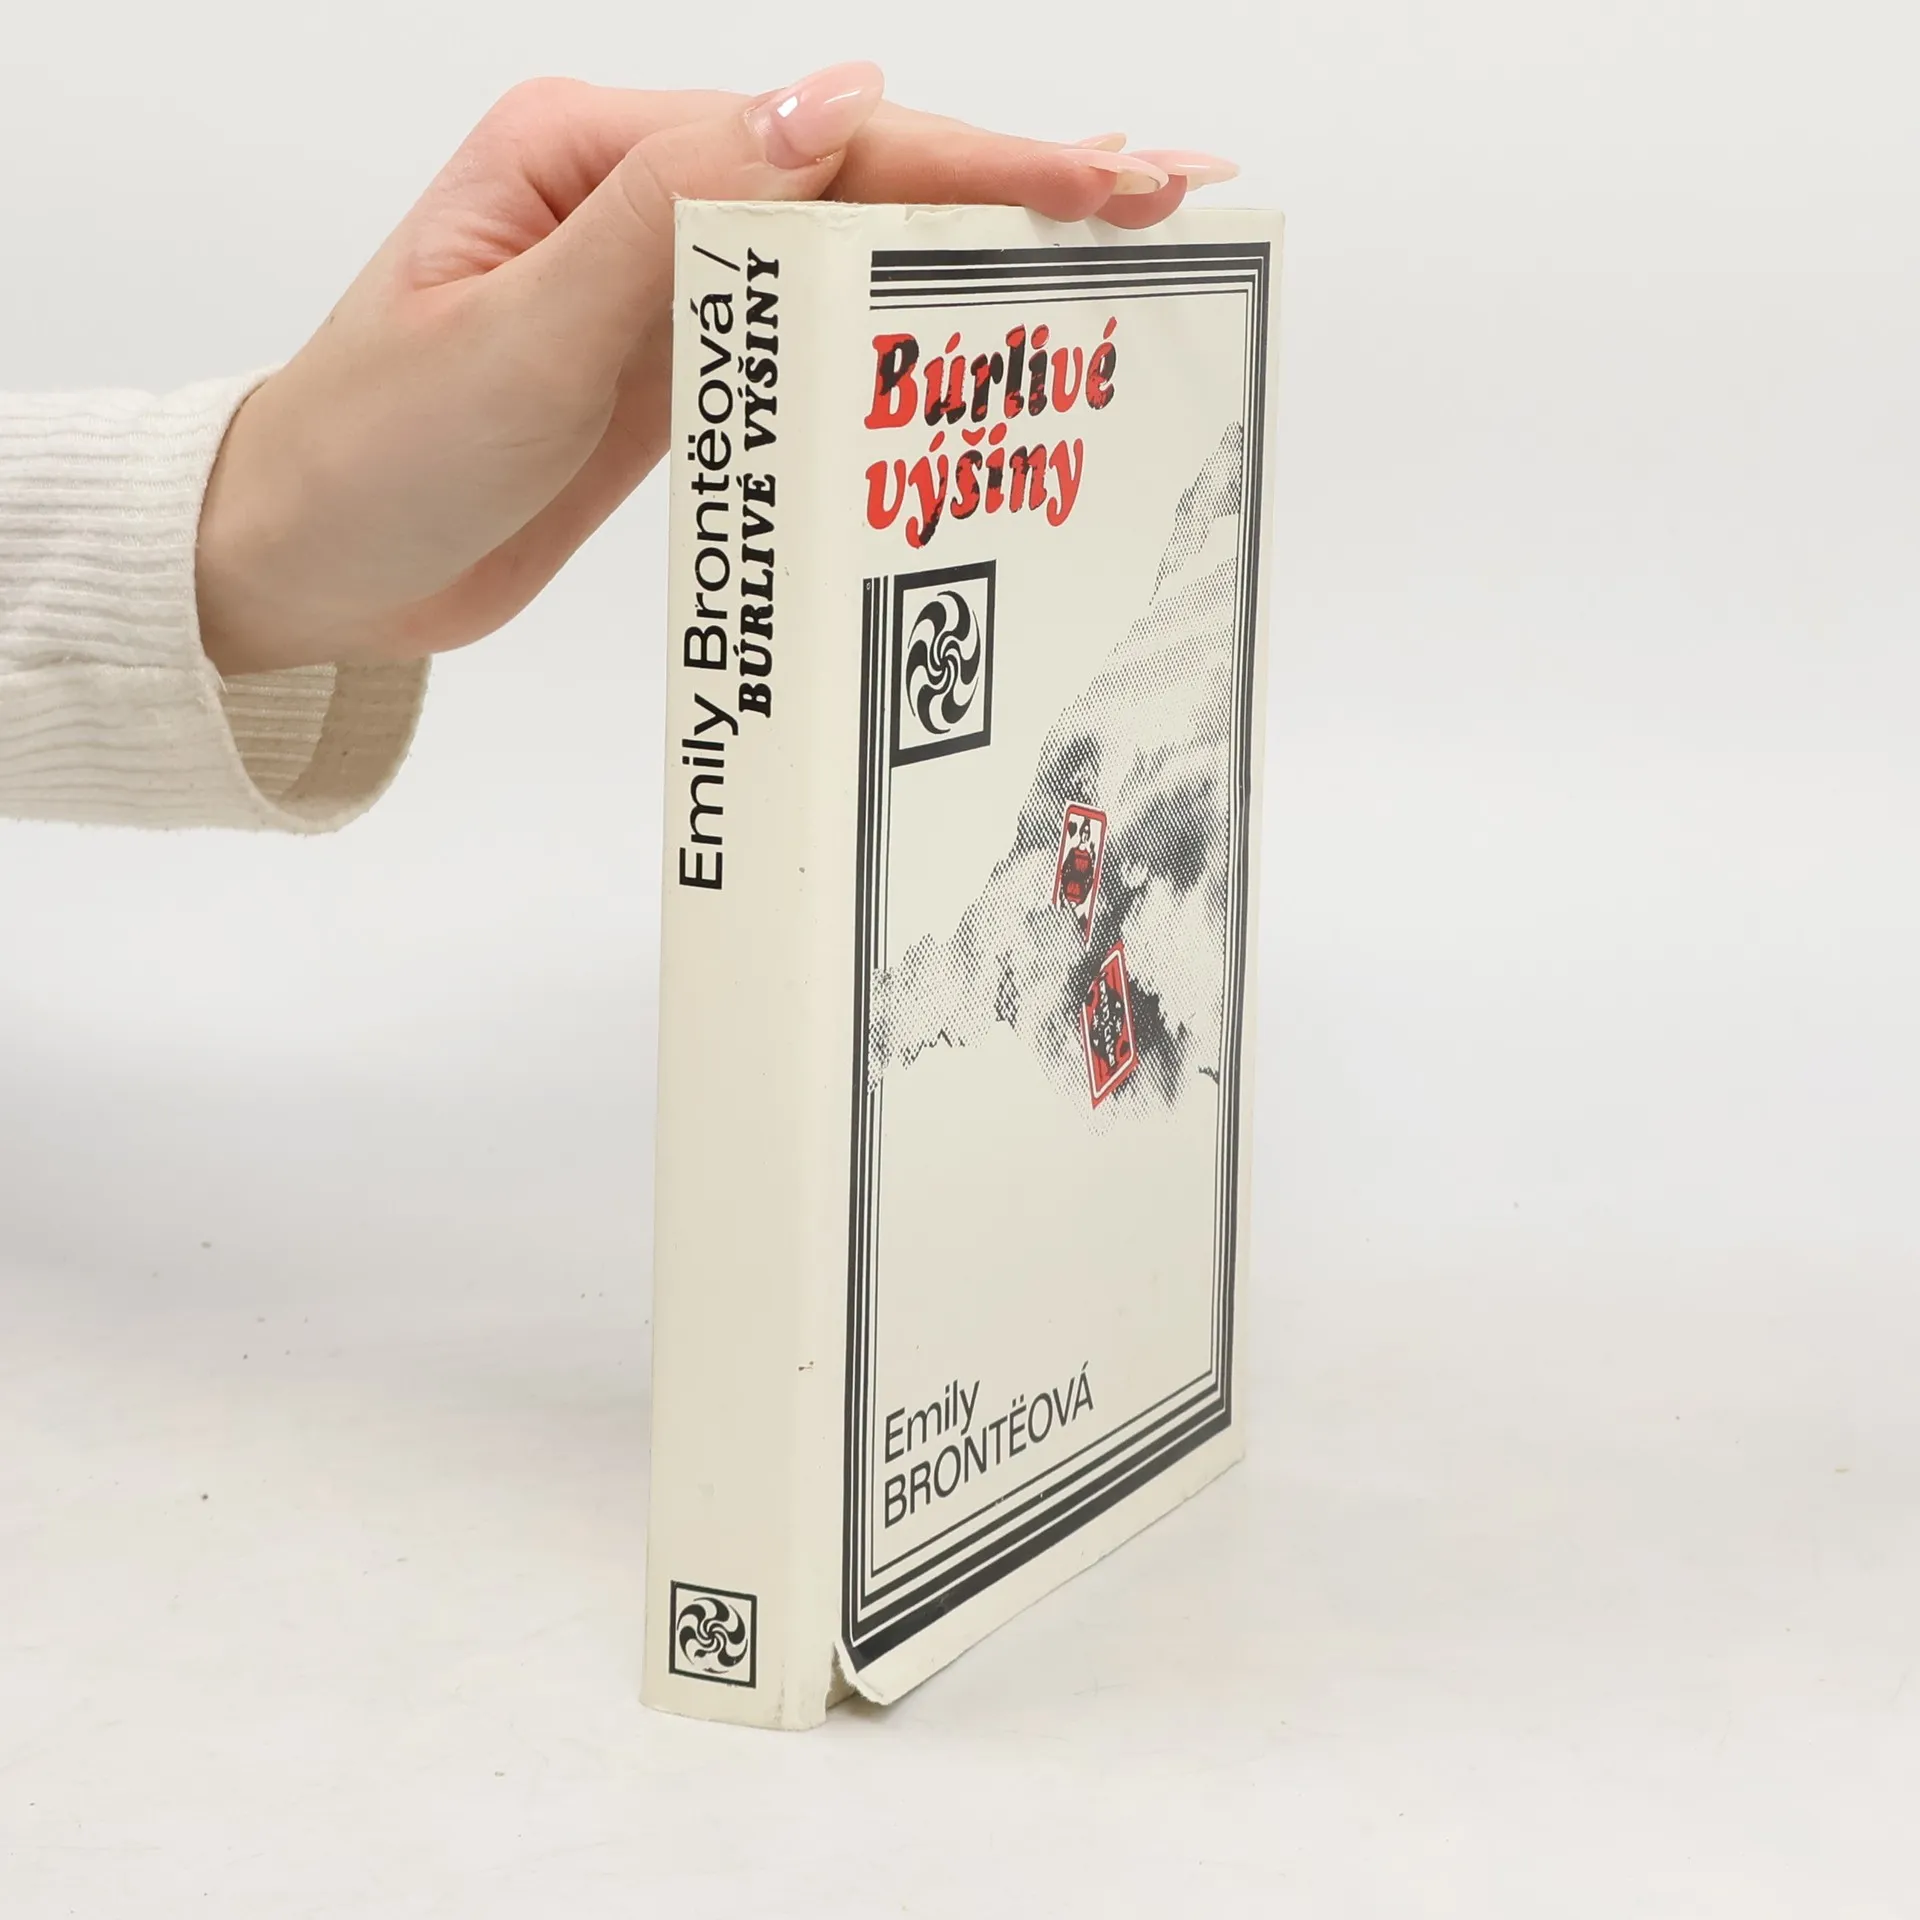 Emily Brontëová /
BÚRLIVÉ VÝŠINY
Búrlivé
výšiny
Emily
BRONTËOVÁ